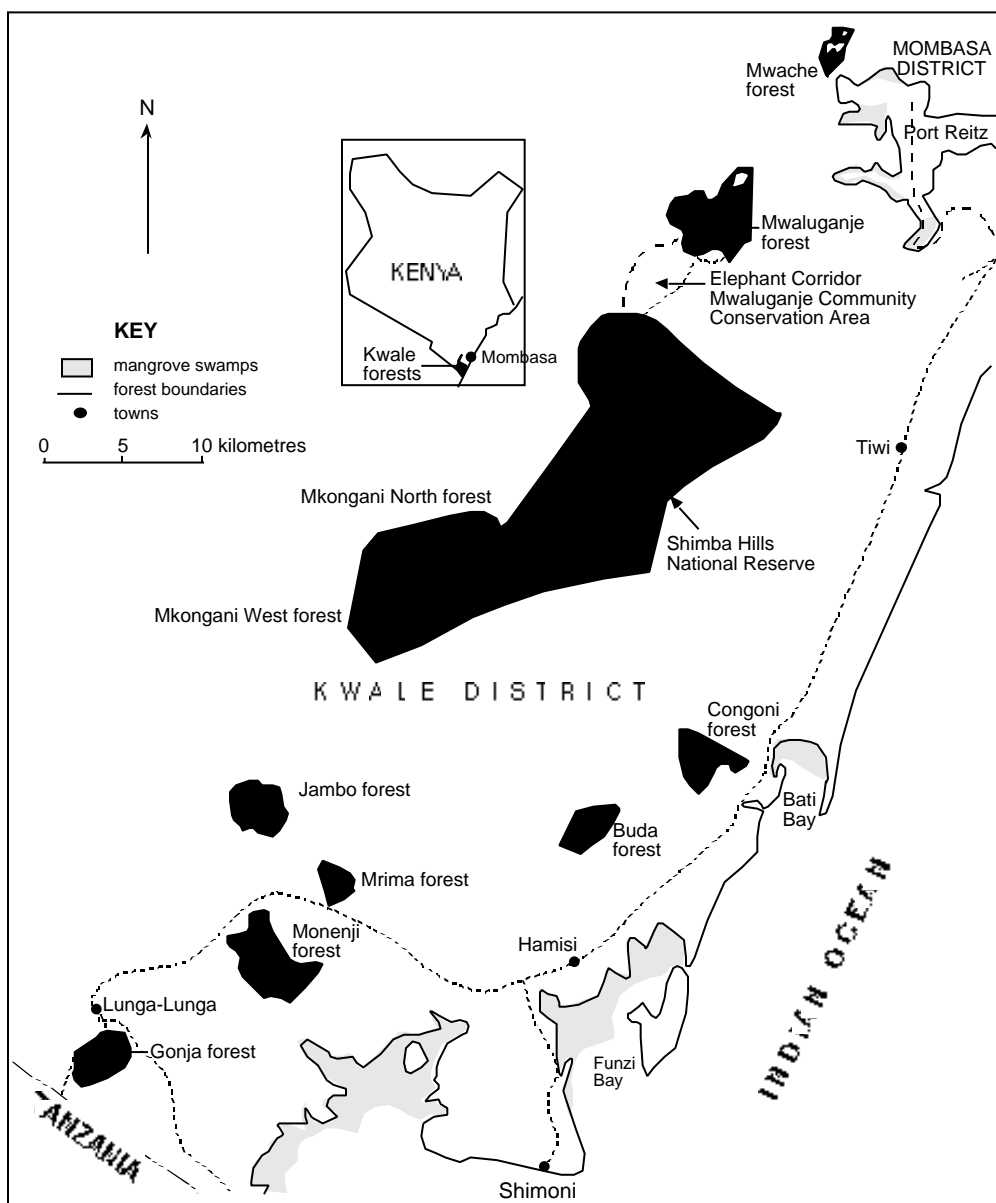 Mwache
forest
MOMBASA
DISTRICT
Port Reitz
N
Mwaluganje
forest
KENYA
Elephant Corridor
Mwaluganje Community
Conservation Area
KEY
mangrove swamps
forest boundaries
towns
0 5 10 kilometres
Kwale
forests
Mombasa
Tiwi
Mkongani North forest
Shimba Hills
National Reserve
Mkongani West forest
KWALE DISTRICT
Congoni
forest
Jambo forest
Bati
Bay
Buda
forest
Mrima forest
Monenji
forest
Hamisi
INDIAN OCEAN
Lunga-Lunga
Gonja forest
Funzi
Bay
TANZANIA
Shimoni